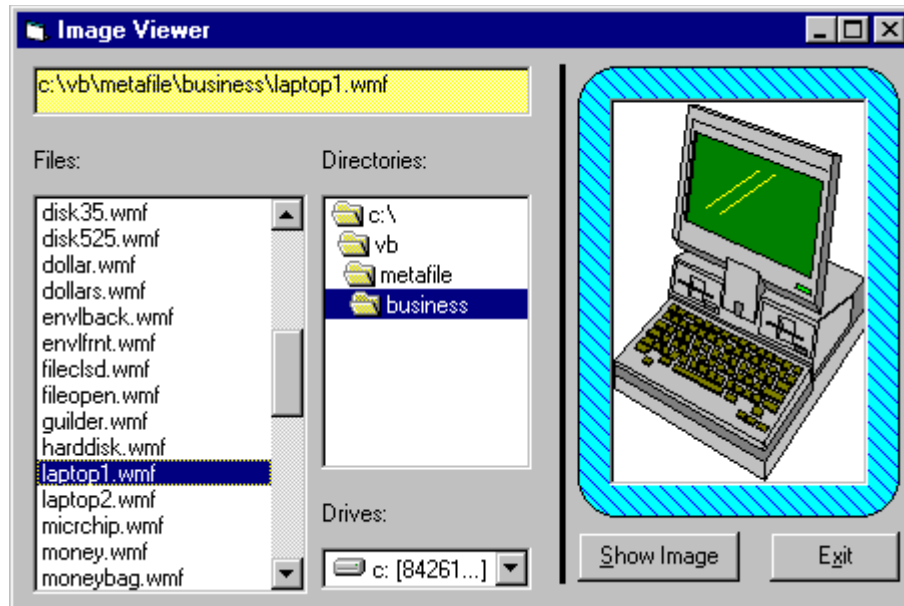 Image Viewer
c:\vb\metafile\business\laptop1.wmf
Files:
disk35.wmf
disk525.wmf
dollar.wmf
dollars.wmf
envlback.wmf
envlfrnt.wmf
fileclsd.wmf
fileopen.wmf
guilder.wmf
harddisk.wmf
laptop1.wmf
laptop2.wmf
micrchip.wmf
money.wmf
moneybag.wmf
Directories:
c:\
vb
metafile
business
Drives:
c: [84261...]
Show Image
Exit